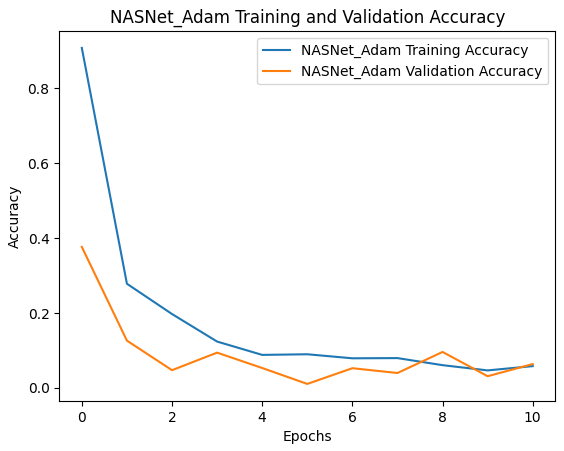 NASNet_Adam Training and Validation Accuracy
NASNet_Adam Training Accuracy
NASNet_Adam Validation Accuracy
Accuracy
0.8
0.6
0.4
0.2
0.0
0 2 4 6 8 10
Epochs